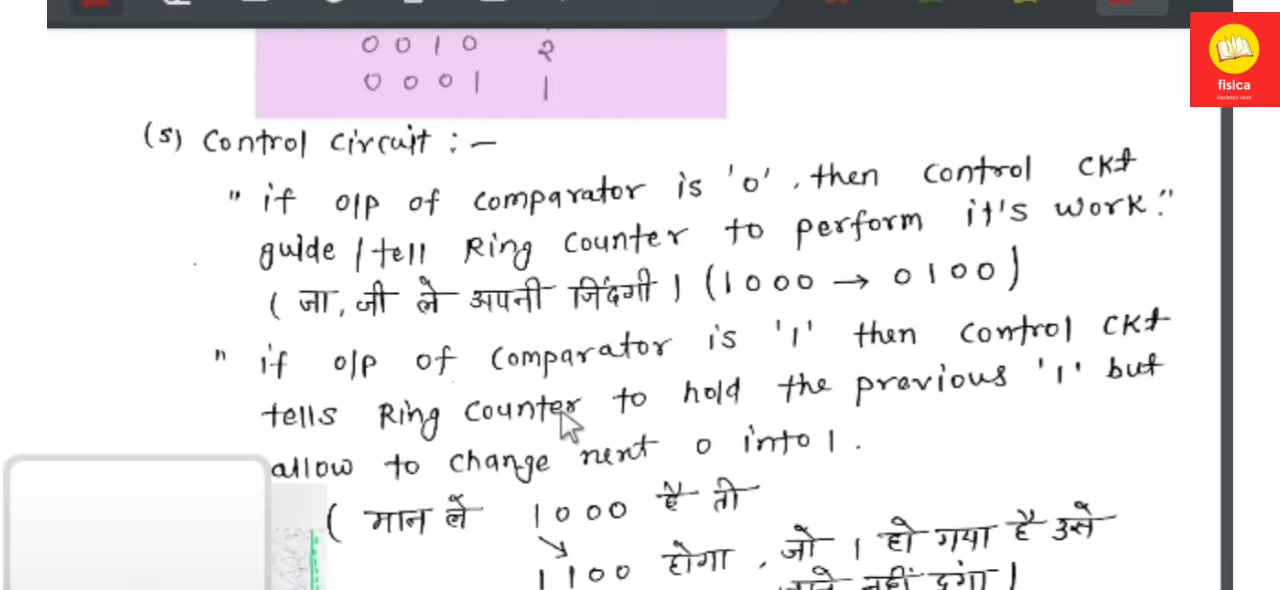 0 0 1 0 2
0 0 0 1 1
fisica
(5) Control Circuit :-
" if o/p of comparator is '0', then control CKt
guide / tell Ring Counter to perform it's work."
( जा, जी ले अपनी जिंदगी । (1000 → 0100)
" if o/p of comparator is '1' then control CKt
tells Ring Counter to hold the previous '1' but
allow to change next 0 into 1.
( मान लें 1000 है तो
1100 होगा, जो 1 हो गया है उसे
नहीं दूंगा ।